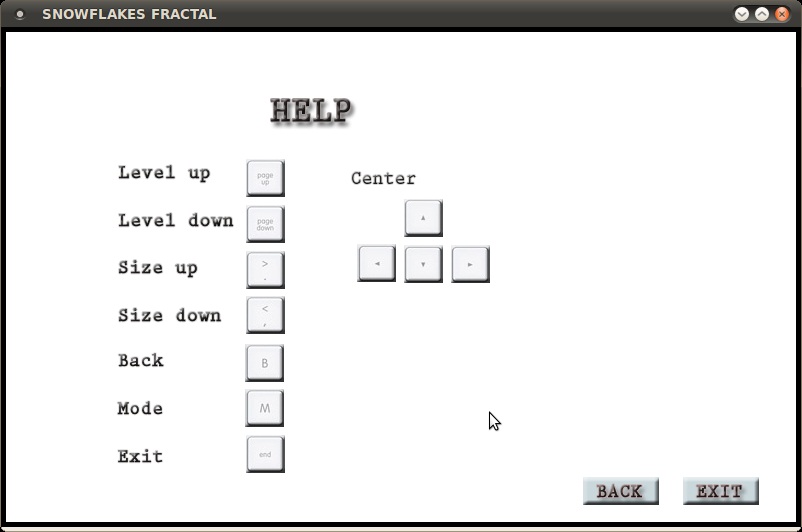 SNOWFLAKES FRACTAL
HELP
Level up
page
up
Level down
page
down
Size up
>
.
Size down
<
,
Back
B
Mode
M
Exit
end
Center
▲
◄
▼
►
BACK
EXIT